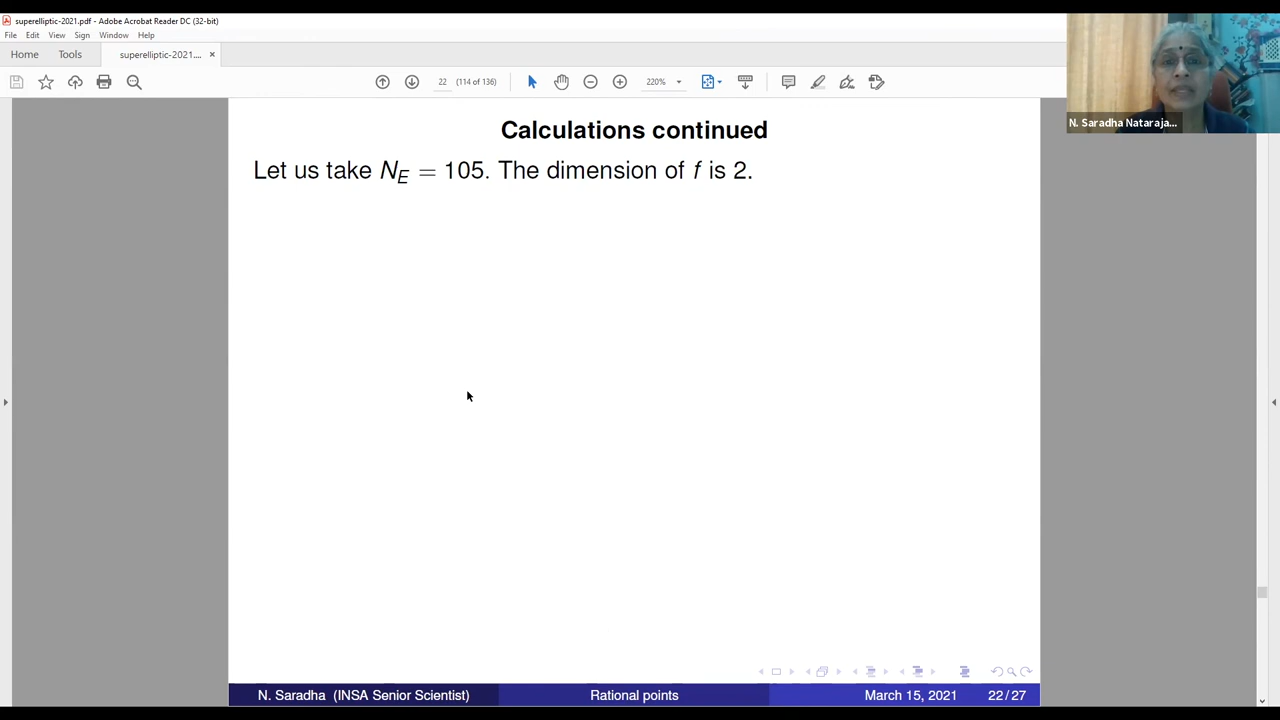 superelliptic-2021.pdf - Adobe Acrobat Reader DC (32-bit)
File Edit View Sign Window Help
Home Tools superelliptic-2021.... ×
22 (114 of 136) 220%
N. Saradha Nataraja...
Calculations continued
Let us take N_E = 105. The dimension of f is 2.
N. Saradha (INSA Senior Scientist) Rational points March 15, 2021 22/27